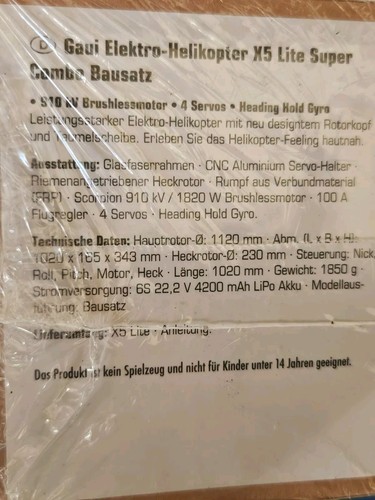 D Gaui Elektro-Helikopter X5 Lite Super
Combo Bausatz
• 910 kV Brushlessmotor • 4 Servos • Heading Hold Gyro
Leistungsstarker Elektro-Helikopter mit neu designtem Rotorkopf
und Taumelscheibe. Erleben Sie das Helikopter-Feeling hautnah.
Ausstattung: Glasfaserrahmen · CNC Aluminium Servo-Halter ·
Riemenangetriebener Heckrotor · Rumpf aus Verbundmaterial
(FRP) · Scorpion 910 kV / 1820 W Brushlessmotor · 100 A
Flugregler · 4 Servos · Heading Hold Gyro.
Technische Daten: Hauptrotor-Ø: 1120 mm · Abm. (L x B x H):
1020 x 165 x 343 mm · Heckrotor-Ø: 230 mm · Steuerung: Nick,
Roll, Pitch, Motor, Heck · Länge: 1020 mm · Gewicht: 1850 g ·
Stromversorgung: 6S 22,2 V 4200 mAh LiPo Akku · Modellaus-
führung: Bausatz
Lieferumfang: X5 Lite · Anleitung.
Das Produkt ist kein Spielzeug und nicht für Kinder unter 14 Jahren geeignet.